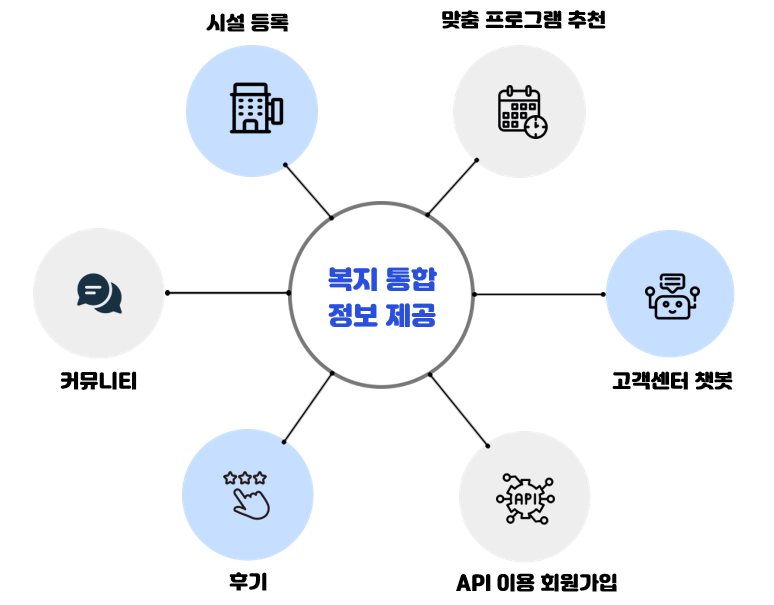 시설 등록
맞춤 프로그램 추천
복지 통합
정보 제공
커뮤니티
고객센터 챗봇
API
후기
API 이용 회원가입